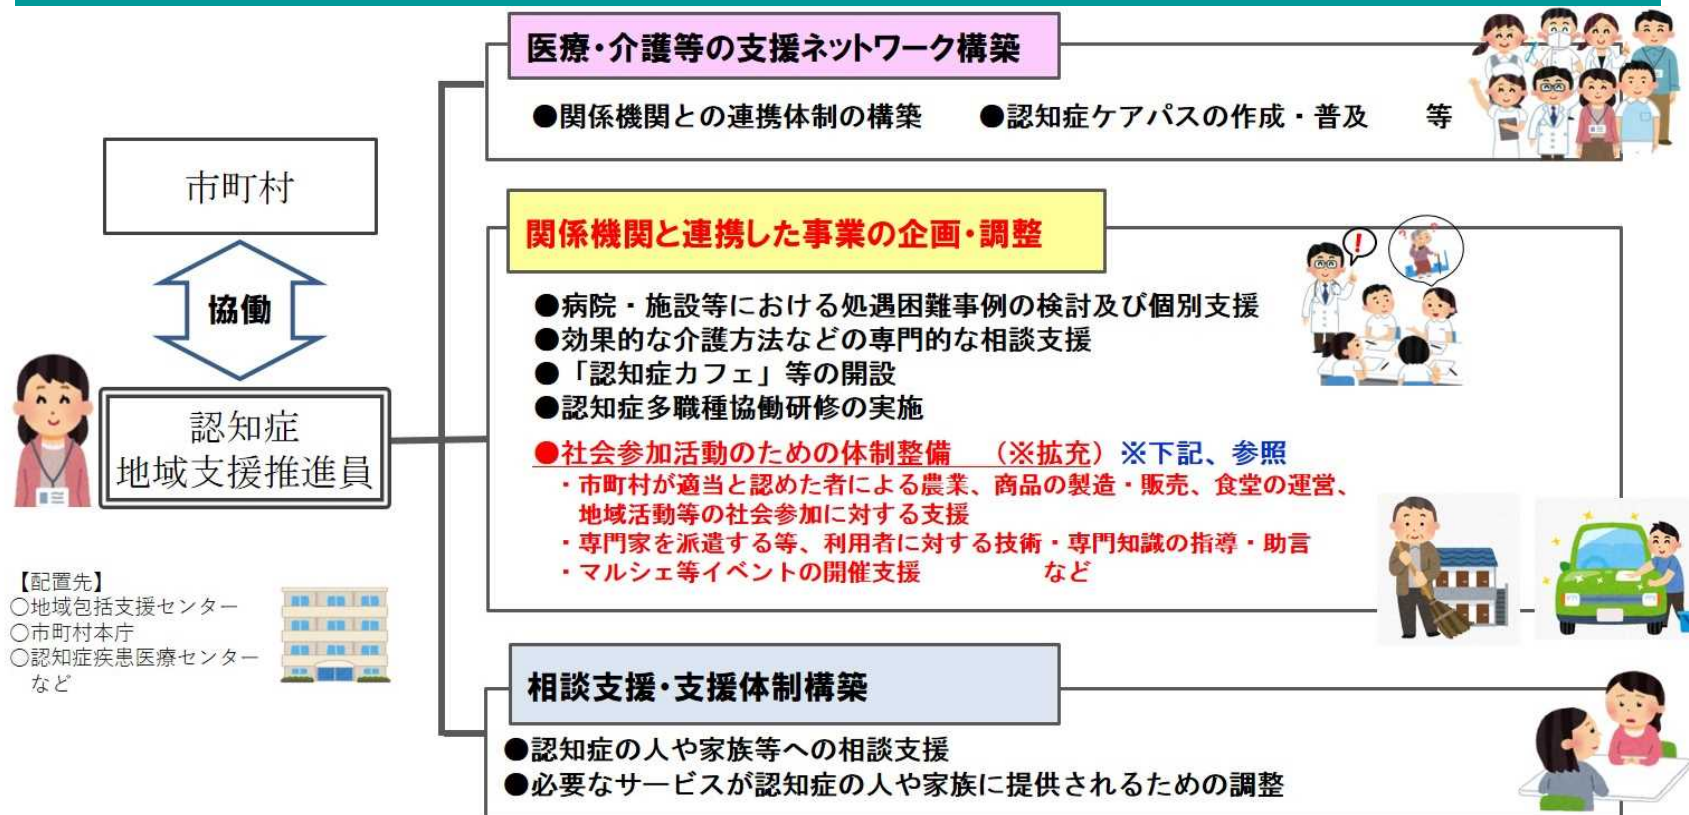 医療・介護等の支援ネットワーク構築
●関係機関との連携体制の構築　●認知症ケアパスの作成・普及　等
市町村
協働
認知症
地域支援推進員
【配置先】
○地域包括支援センター
○市町村本庁
○認知症疾患医療センター
など
関係機関と連携した事業の企画・調整
●病院・施設等における処遇困難事例の検討及び個別支援
●効果的な介護方法などの専門的な相談支援
●「認知症カフェ」等の開設
●認知症多職種協働研修の実施
●社会参加活動のための体制整備　（※拡充）※下記、参照
・市町村が適当と認めた者による農業、商品の製造・販売、食堂の運営、
地域活動等の社会参加に対する支援
・専門家を派遣する等、利用者に対する技術・専門知識の指導・助言
・マルシェ等イベントの開催支援　など
!
? ?
相談支援・支援体制構築
●認知症の人や家族等への相談支援
●必要なサービスが認知症の人や家族に提供されるための調整